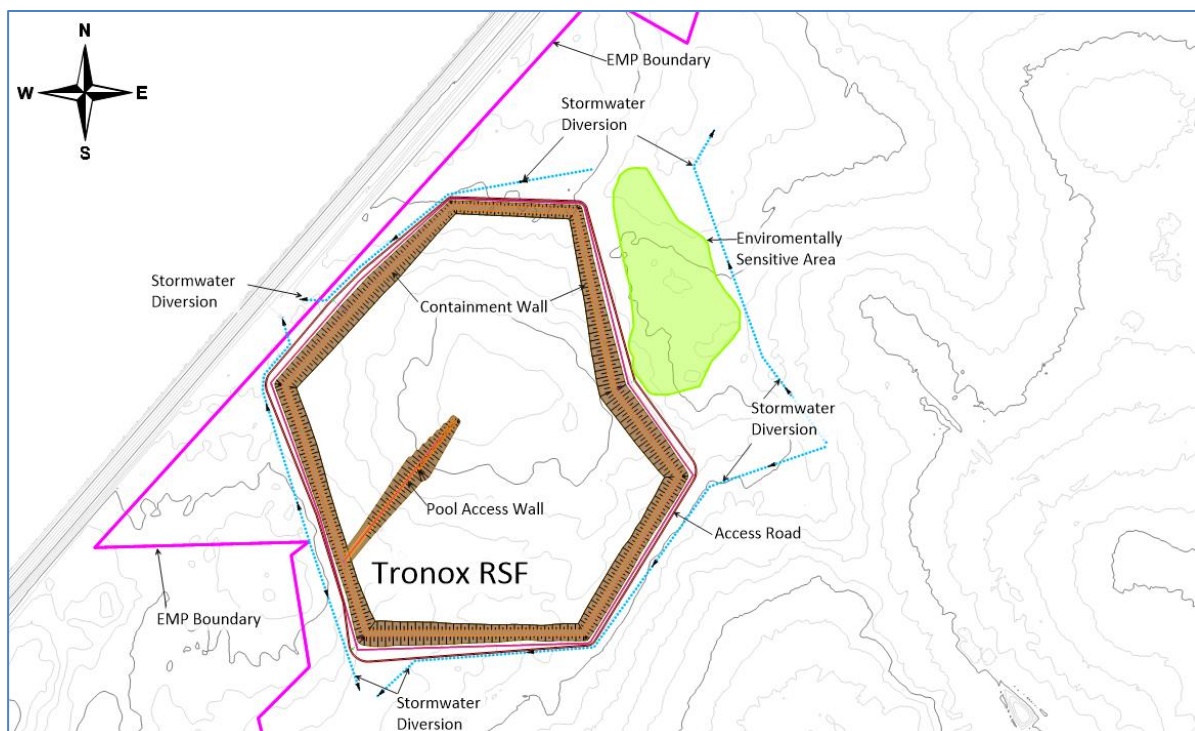 N
W
E
S
EMP Boundary
Stormwater
Diversion
Enviromentally
Sensitive Area
Stormwater
Diversion
Containment Wall
Stormwater
Diversion
Pool Access Wall
Access Road
Tronox RSF
EMP Boundary
Stormwater
Diversion